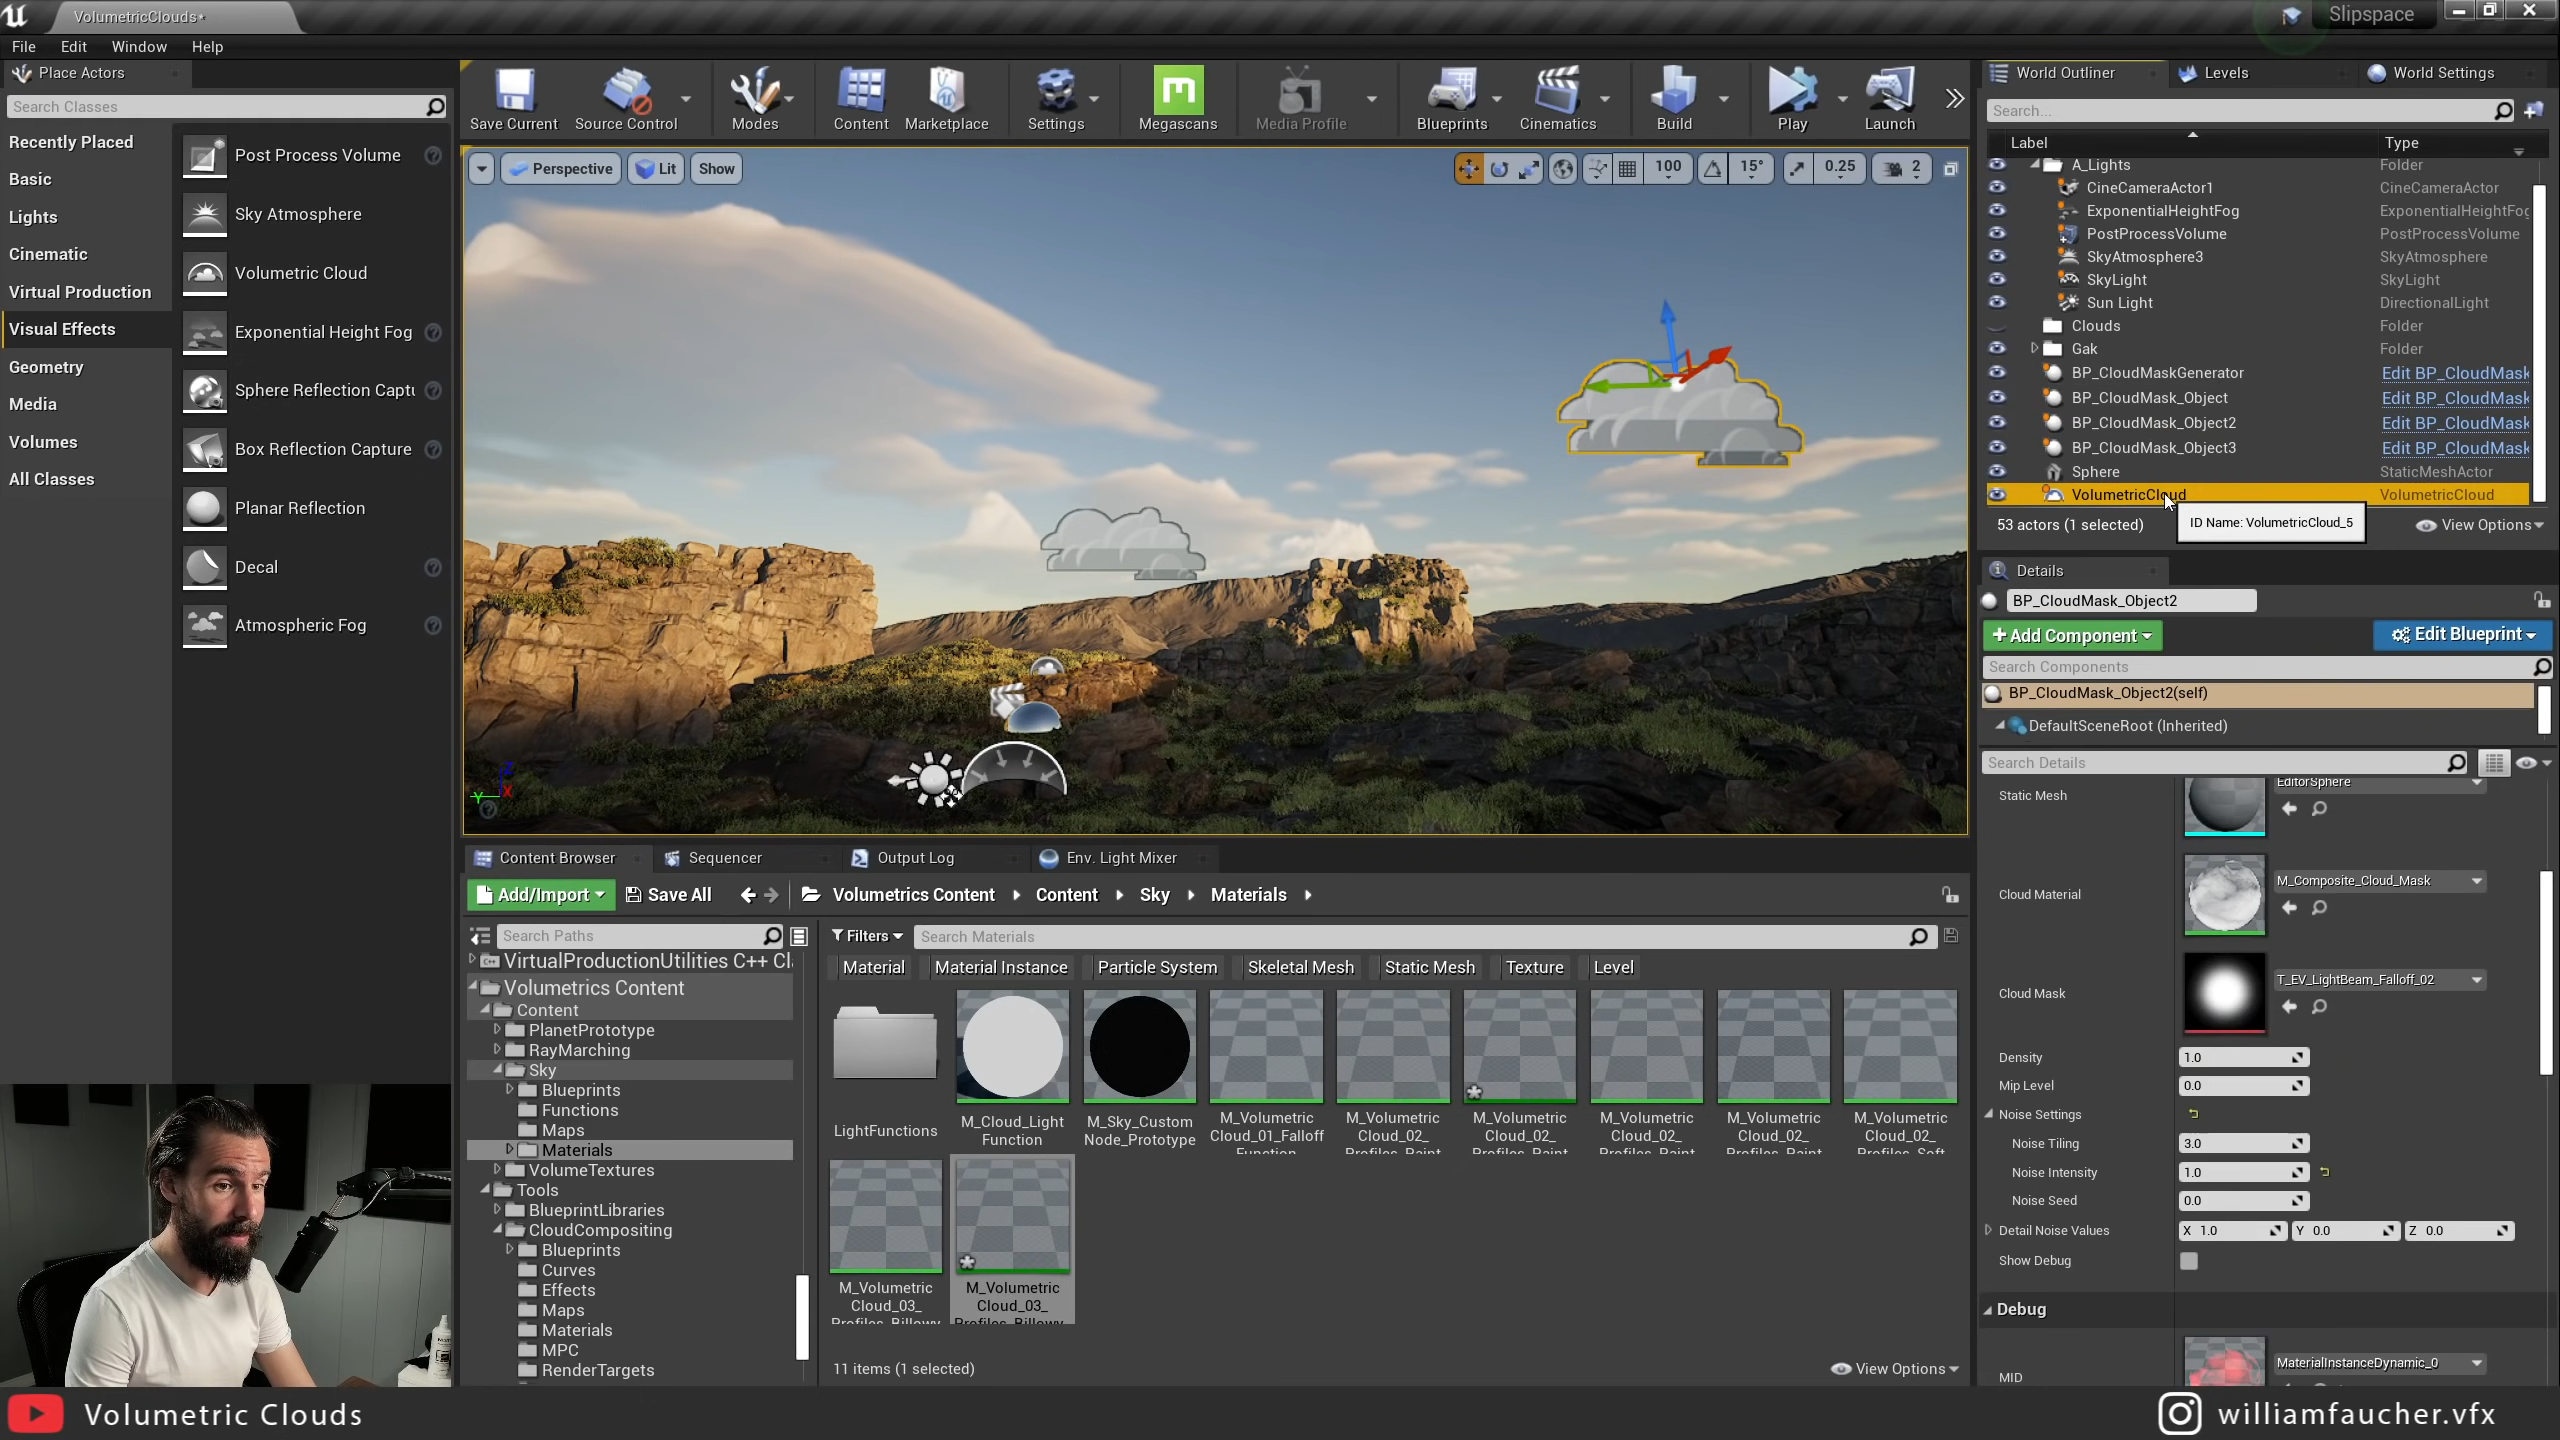 VolumetricClouds*
Slipspace
File Edit Window Help
Place Actors
Search Classes
Recently Placed
Basic
Lights
Cinematic
Virtual Production
Visual Effects
Geometry
Media
Volumes
All Classes
Post Process Volume
Sky Atmosphere
Volumetric Cloud
Exponential Height Fog
Sphere Reflection Captu
Box Reflection Capture
Planar Reflection
Decal
Atmospheric Fog
Save Current Source Control Modes Content Marketplace Settings Megascans Media Profile Blueprints Cinematics Build Play Launch
Perspective Lit Show
100 15° 0.25 2
World Outliner Levels World Settings
Search...
Label Type
A_Lights Folder
CineCameraActor1 CineCameraActor
ExponentialHeightFog ExponentialHeightFog
PostProcessVolume PostProcessVolume
SkyAtmosphere3 SkyAtmosphere
SkyLight SkyLight
Sun Light DirectionalLight
Clouds Folder
Gak Folder
BP_CloudMaskGenerator Edit BP_CloudMask
BP_CloudMask_Object Edit BP_CloudMask
BP_CloudMask_Object2 Edit BP_CloudMask
BP_CloudMask_Object3 Edit BP_CloudMask
Sphere StaticMeshActor
VolumetricCloud VolumetricCloud
ID Name: VolumetricCloud_5
53 actors (1 selected) View Options
Details
BP_CloudMask_Object2
+ Add Component Edit Blueprint
Search Components
BP_CloudMask_Object2(self)
DefaultSceneRoot (Inherited)
Search Details
Static Mesh EditorSphere
Cloud Material M_Composite_Cloud_Mask
Cloud Mask T_EV_LightBeam_Falloff_02
Density 1.0
Mip Level 0.0
Noise Settings
Noise Tiling 3.0
Noise Intensity 1.0
Noise Seed 0.0
Detail Noise Values X 1.0 Y 0.0 Z 0.0
Show Debug
Debug
MID MaterialInstanceDynamic_0
Content Browser Sequencer Output Log Env. Light Mixer
Add/Import Save All Volumetrics Content Content Sky Materials
Search Paths
Filters Search Materials
Material Material Instance Particle System Skeletal Mesh Static Mesh Texture Level
VirtualProductionUtilities C++ Cl
Volumetrics Content
Content
PlanetPrototype
RayMarching
Sky
Blueprints
Functions
Maps
Materials
VolumeTextures
Tools
BlueprintLibraries
CloudCompositing
Blueprints
Curves
Effects
Maps
Materials
MPC
RenderTargets
LightFunctions
M_Cloud_Light
Function
M_Sky_Custom
Node_Prototype
M_Volumetric
Cloud_01_Falloff
Function
M_Volumetric
Cloud_02_
Profiles_Paint
M_Volumetric
Cloud_02_
Profiles_Paint
M_Volumetric
Cloud_02_
Profiles_Paint
M_Volumetric
Cloud_02_
Profiles_Paint
M_Volumetric
Cloud_02_
Profiles_Soft
M_Volumetric
Cloud_03_
Profiles_Billowy
M_Volumetric
Cloud_03_
Profiles_Billowy
11 items (1 selected) View Options
Volumetric Clouds
williamfaucher.vfx